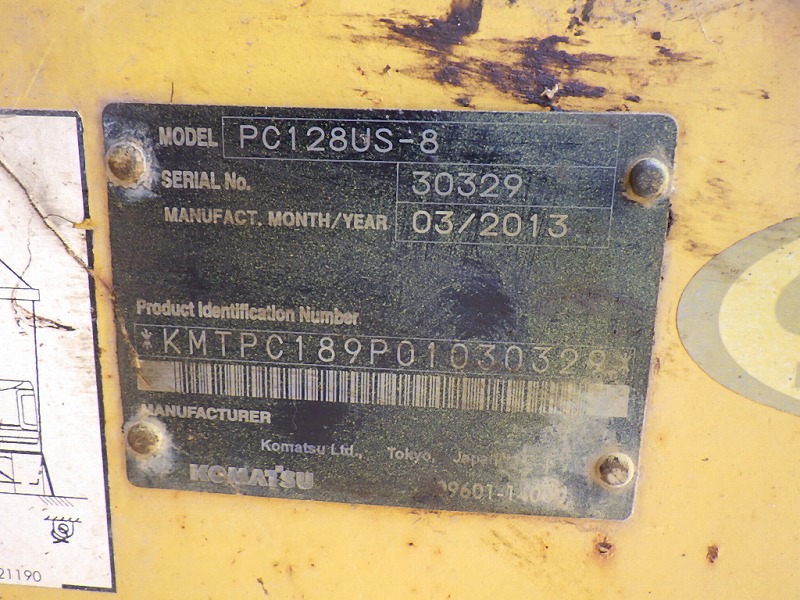 MODEL PC128US-8
SERIAL No. 30329
MANUFACT. MONTH/YEAR 03/2013
Product Identification Number
*KMTPC189P01030329*
MANUFACTURER
Komatsu Ltd., Tokyo, Japan
KOMATSU
21190